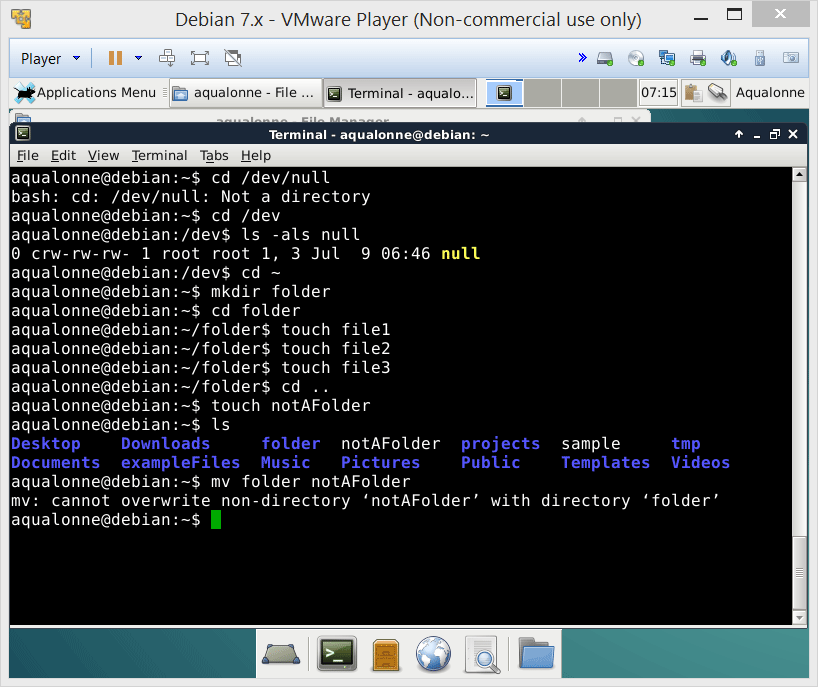 Debian 7.x - VMware Player (Non-commercial use only)
Player
Applications Menu aqualonne - File ... Terminal - aqualo... 07:15 Aqualonne
aqualonne - File Manager
Terminal - aqualonne@debian: ~
File Edit View Terminal Tabs Help
aqualonne@debian:~$ cd /dev/null
bash: cd: /dev/null: Not a directory
aqualonne@debian:~$ cd /dev
aqualonne@debian:/dev$ ls -als null
0 crw-rw-rw- 1 root root 1, 3 Jul  9 06:46 null
aqualonne@debian:/dev$ cd ~
aqualonne@debian:~$ mkdir folder
aqualonne@debian:~$ cd folder
aqualonne@debian:~/folder$ touch file1
aqualonne@debian:~/folder$ touch file2
aqualonne@debian:~/folder$ touch file3
aqualonne@debian:~/folder$ cd ..
aqualonne@debian:~$ touch notAFolder
aqualonne@debian:~$ ls
Desktop    Downloads     folder  notAFolder  projects  sample     tmp
Documents  exampleFiles  Music   Pictures    Public    Templates  Videos
aqualonne@debian:~$ mv folder notAFolder
mv: cannot overwrite non-directory ‘notAFolder’ with directory ‘folder’
aqualonne@debian:~$